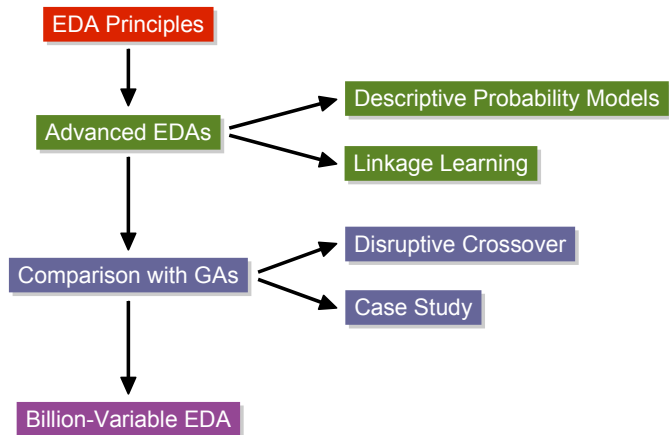 EDA Principles
Advanced EDAs
Descriptive Probability Models
Linkage Learning
Comparison with GAs
Disruptive Crossover
Case Study
Billion-Variable EDA